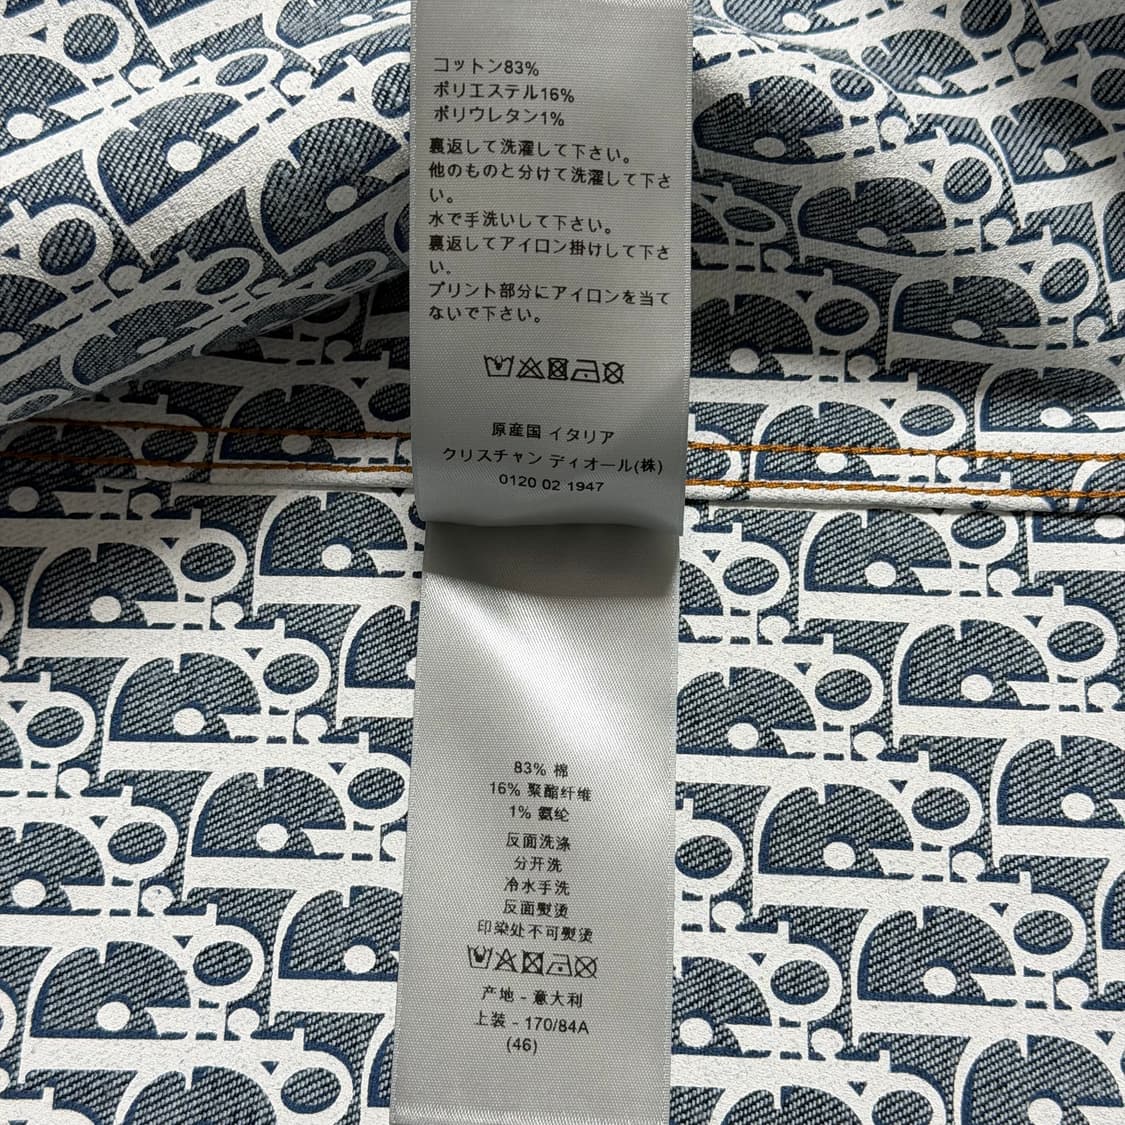 コットン83%
ポリエステル16%
ポリウレタン1%
裏返して洗濯して下さい。
他のものと分けて洗濯して下さ
い。
水で手洗いして下さい。
裏返してアイロン掛けして下さ
い。
プリント部分にアイロンを当て
ないで下さい。
原産国 イタリア
クリスチャン ディオール(株)
0120 02 1947
83% 棉
16% 聚酯纤维
1% 氨纶
反面洗涤
分开洗
冷水手洗
反面熨烫
印染处不可熨烫
产地 - 意大利
上装 - 170/84A
(46)